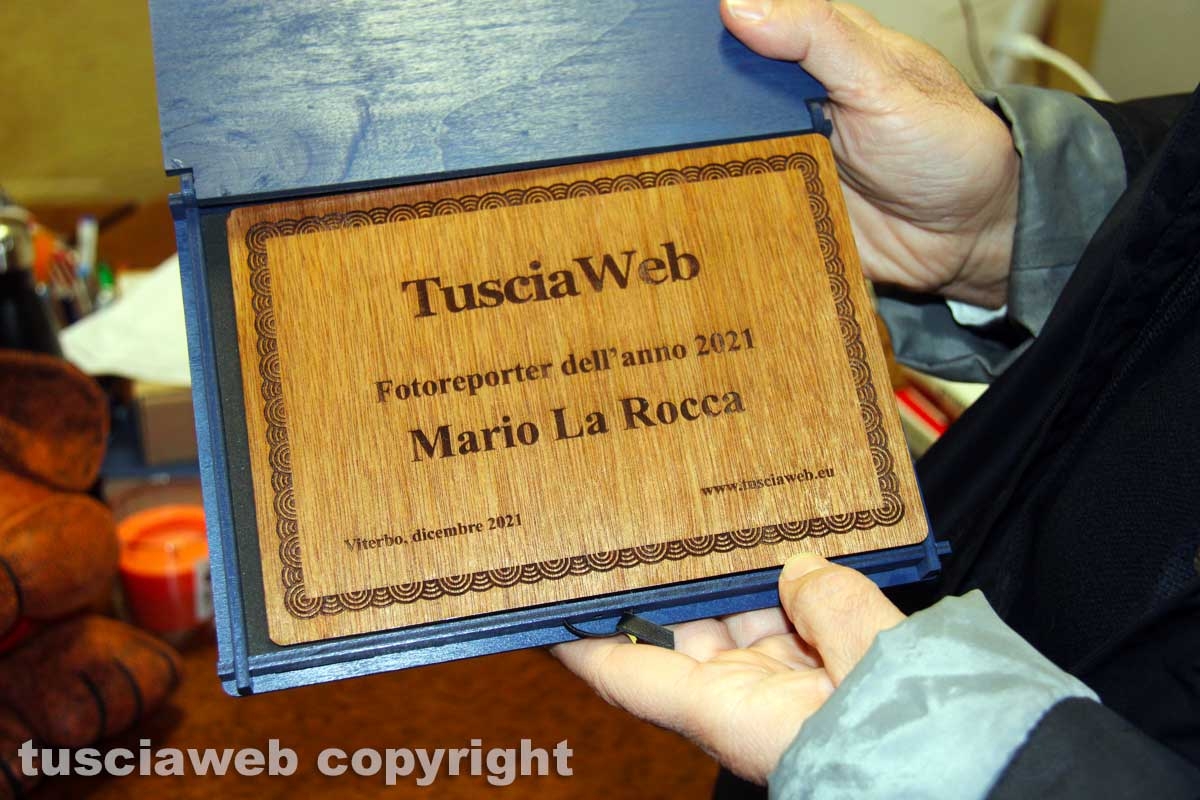 TusciaWeb
Fotoreporter dell'anno 2021
Mario La Rocca
www.tusciaweb.eu
Viterbo, dicembre 2021
tusciaweb copyright